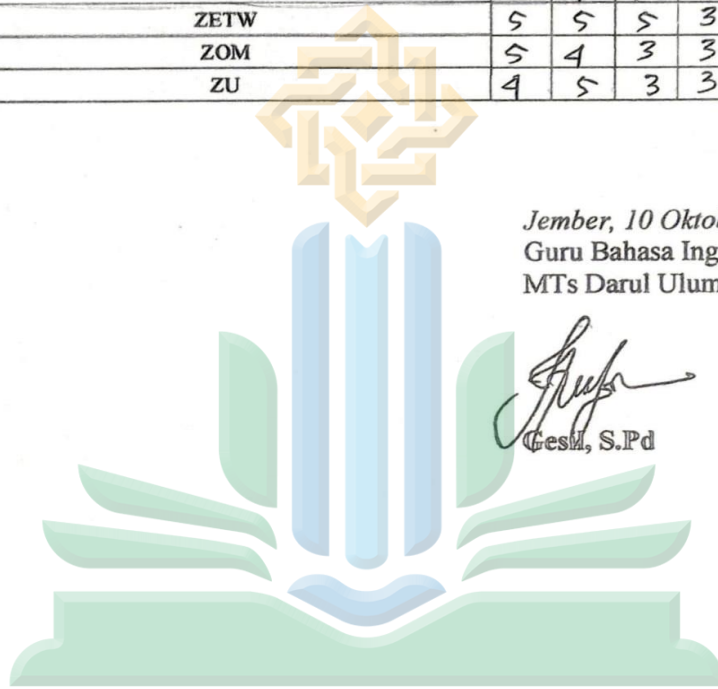 ZETW 5 5 5 3
ZOM 5 4 3 3
ZU 4 5 3 3
Jember, 10 Okto
Guru Bahasa Ing
MTs Darul Ulum
S.Pd